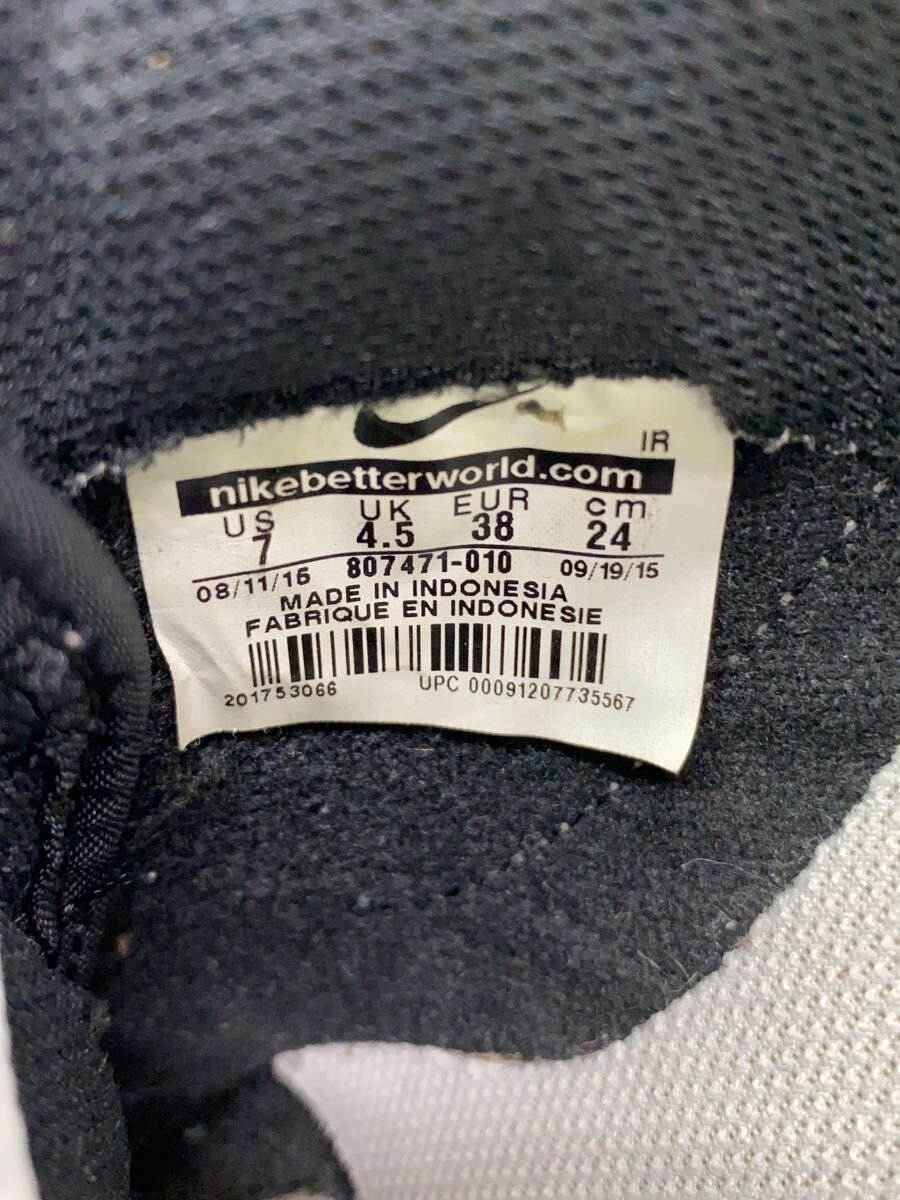 IR
nikebetterworld.com
US UK EUR cm
7 4.5 38 24
08/11/15 807471-010 09/19/15
MADE IN INDONESIA
FABRIQUE EN INDONESIE
201753066 UPC 00091207735567